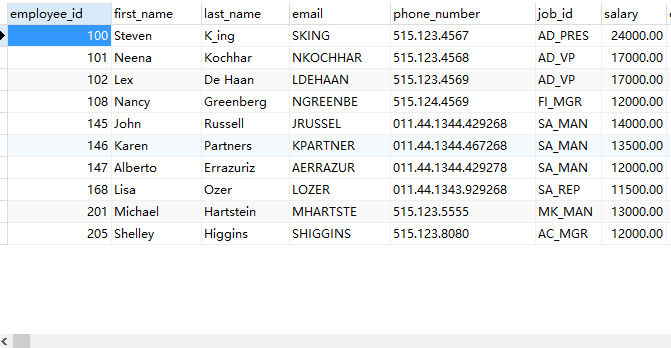 employee_id first_name last_name email phone_number job_id salary
100 Steven K_ing SKING 515.123.4567 AD_PRES 24000.00
101 Neena Kochhar NKOCHHAR 515.123.4568 AD_VP 17000.00
102 Lex De Haan LDEHAAN 515.123.4569 AD_VP 17000.00
108 Nancy Greenberg NGREENBE 515.124.4569 FI_MGR 12000.00
145 John Russell JRUSSEL 011.44.1344.429268 SA_MAN 14000.00
146 Karen Partners KPARTNER 011.44.1344.467268 SA_MAN 13500.00
147 Alberto Errazuriz AERRAZUR 011.44.1344.429278 SA_MAN 12000.00
168 Lisa Ozer LOZER 011.44.1343.929268 SA_REP 11500.00
201 Michael Hartstein MHARTSTE 515.123.5555 MK_MAN 13000.00
205 Shelley Higgins SHIGGINS 515.123.8080 AC_MGR 12000.00